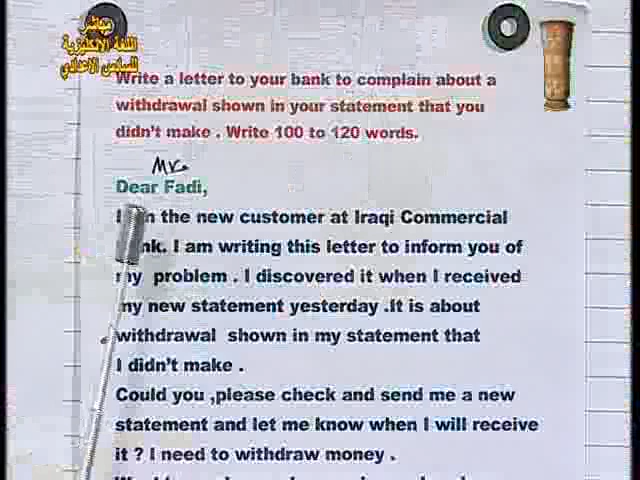 مباشر
اللغة الانكليزية
للسادس الاعدادي
Write a letter to your bank to complain about a
withdrawal shown in your statement that you
didn't make . Write 100 to 120 words.
Mr.
Dear Fadi,
the new customer at Iraqi Commercial
I am writing this letter to inform you of
my problem . I discovered it when I received
my new statement yesterday .It is about
withdrawal shown in my statement that
I didn't make .
Could you ,please check and send me a new
statement and let me know when I will receive
it ? I need to withdraw money .